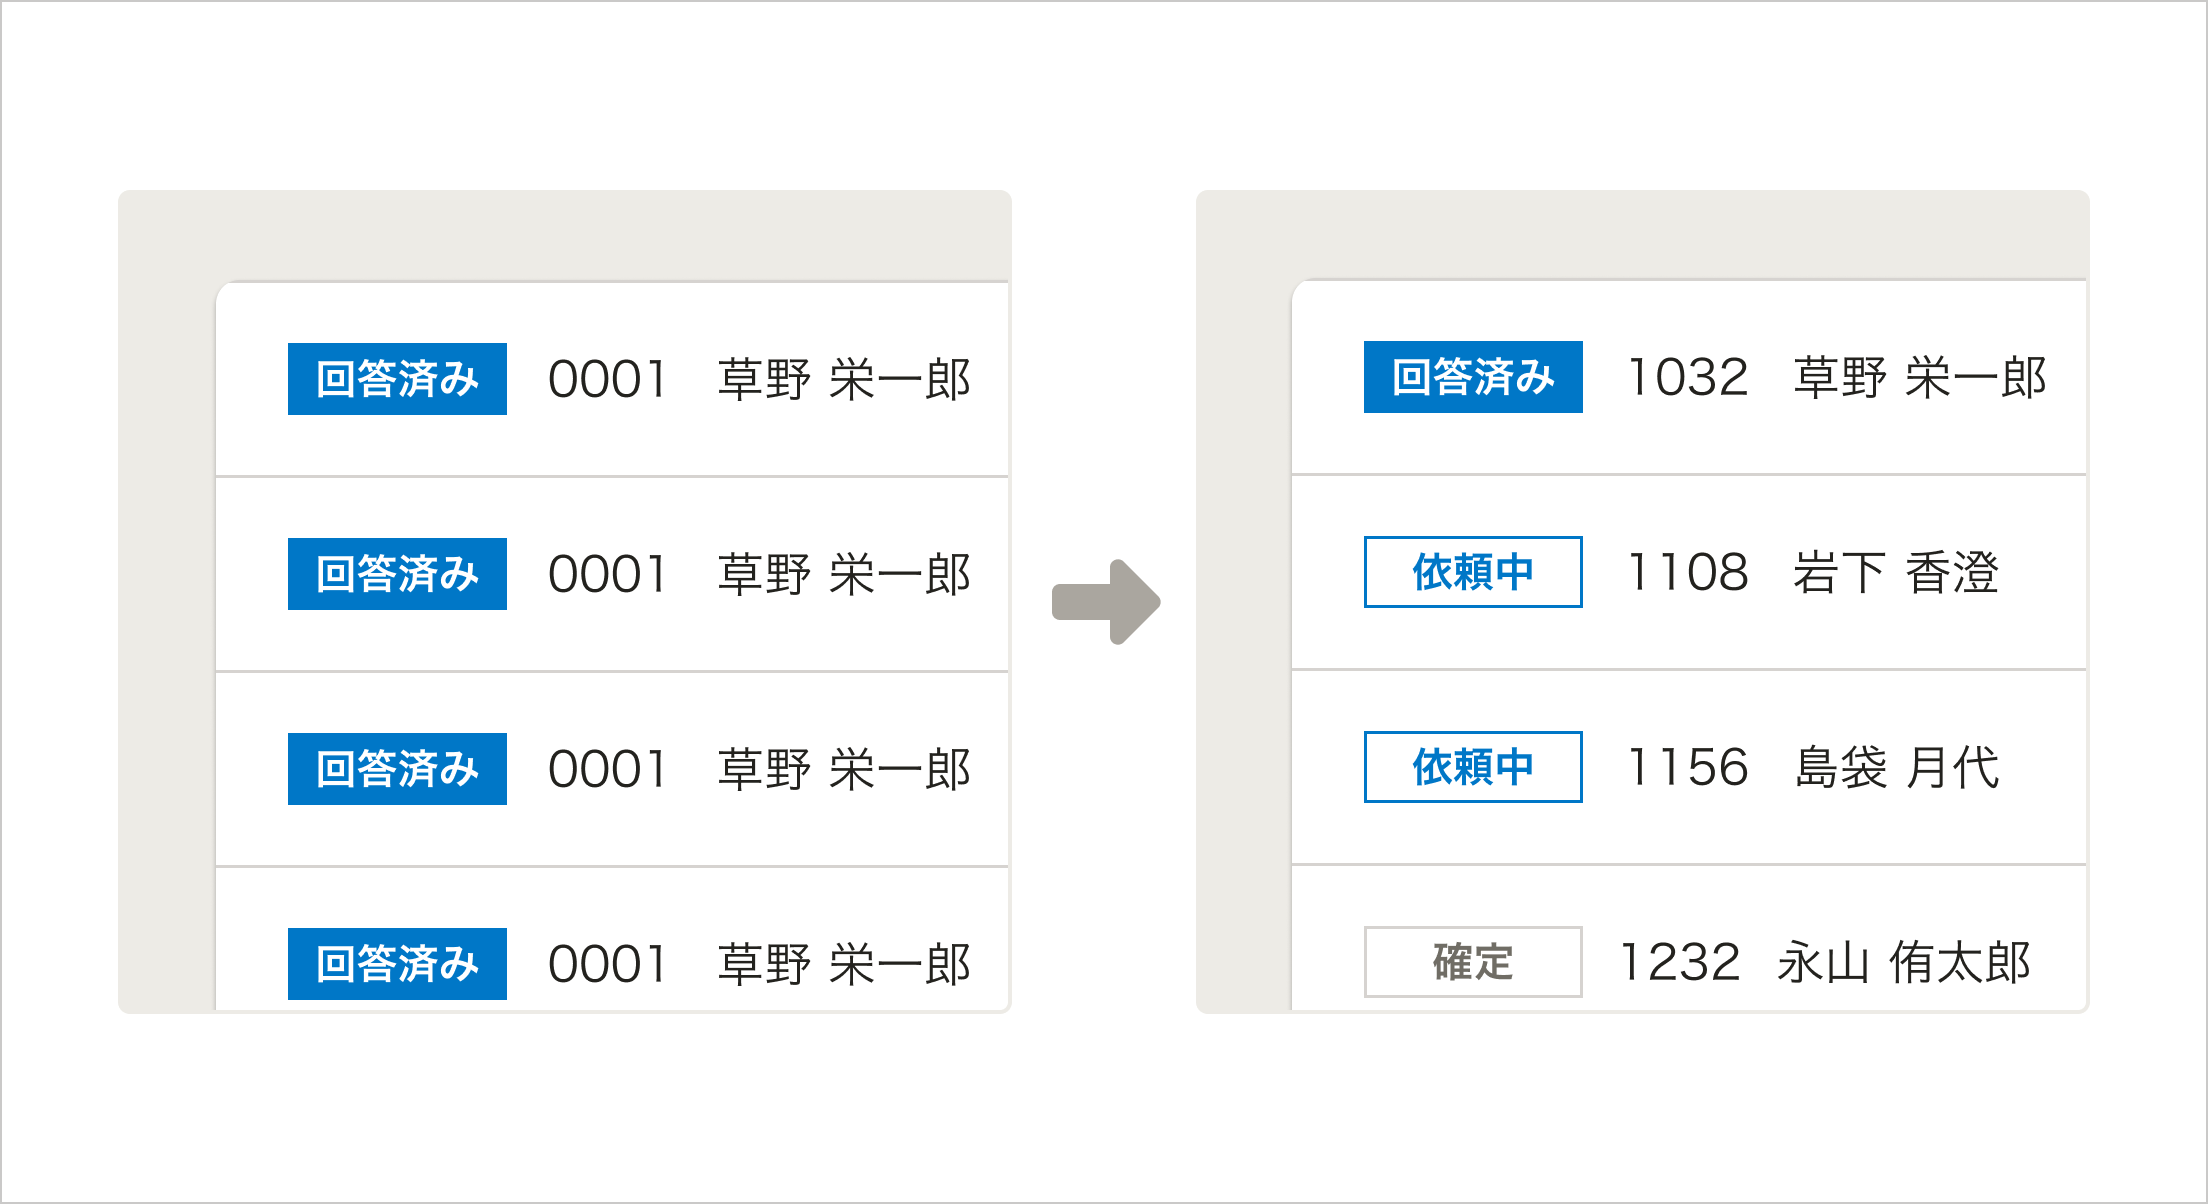 回答済み 0001 草野 栄一郎
回答済み 0001 草野 栄一郎
回答済み 0001 草野 栄一郎
回答済み 0001 草野 栄一郎
回答済み 1032 草野 栄一郎
依頼中 1108 岩下 香澄
依頼中 1156 島袋 月代
確定 1232 永山 侑太郎